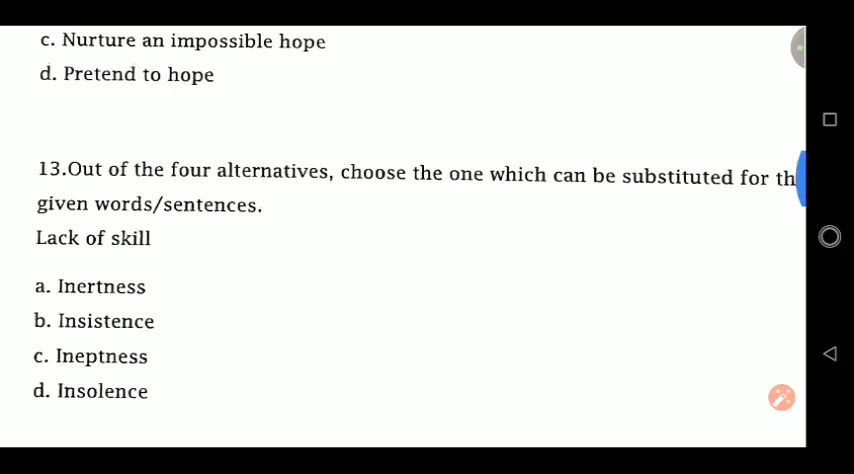 c. Nurture an impossible hope
d. Pretend to hope
13.Out of the four alternatives, choose the one which can be substituted for th
given words/sentences.
Lack of skill
a. Inertness
b. Insistence
c. Ineptness
d. Insolence